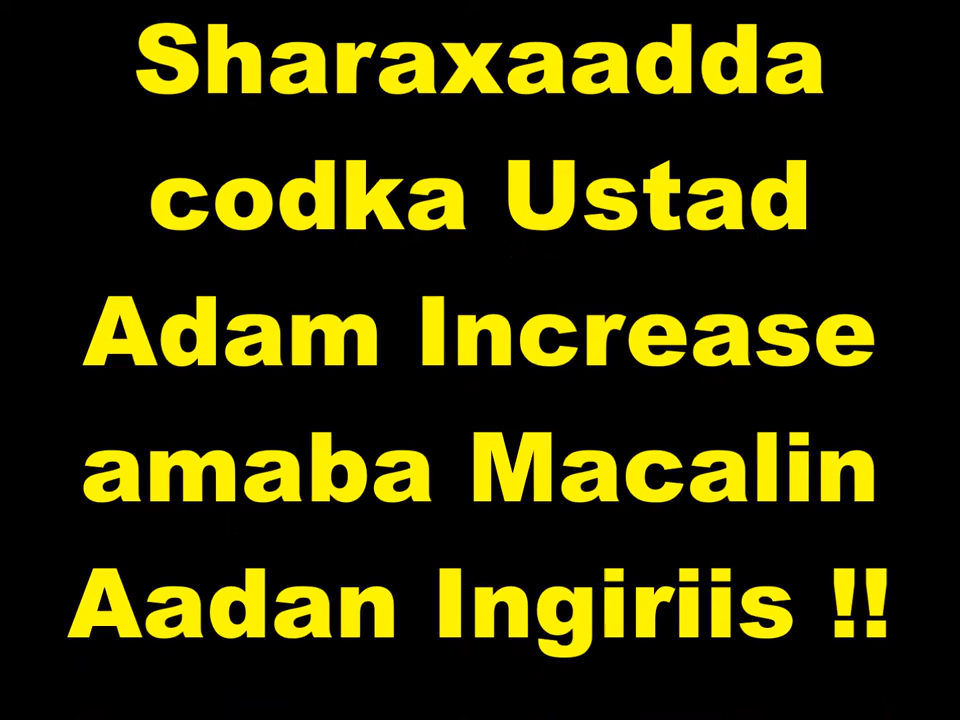 Sharaxaadda
codka Ustad
Adam Increase
amaba Macalin
Aadan Ingiriis !!